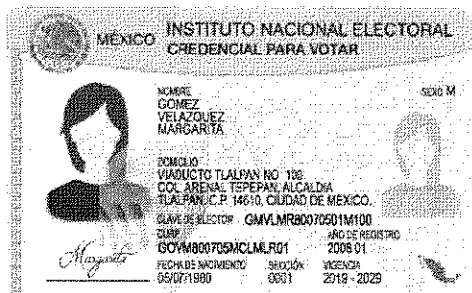 MÉXICO
INSTITUTO NACIONAL ELECTORAL
CREDENCIAL PARA VOTAR
NOMBRE
SEXO M
GOMEZ
VELAZQUEZ
MARGARITA
DOMICILIO
VIADUCTO TLALPAN NO. 100
COL. ARENAL TEPEPAN, ALCALDIA
TLALPAN, C.P. 14610, CIUDAD DE MEXICO.
CLAVE DE ELECTOR GMVLMR80070501M100
CURP AÑO DE REGISTRO
GOVM800705MCLMLR01 2008 01
Margarita
FECHA DE NACIMIENTO SECCIÓN VIGENCIA
05/07/1980 0001 2019 - 2029